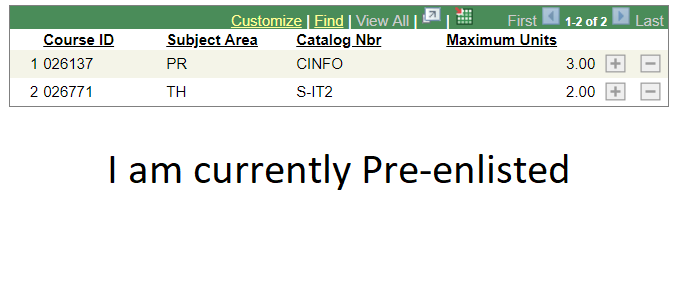 Customize | Find | View All | | First 1-2 of 2 Last
Course ID Subject Area Catalog Nbr Maximum Units
1 026137 PR CINFO 3.00
2 026771 TH S-IT2 2.00
I am currently Pre-enlisted